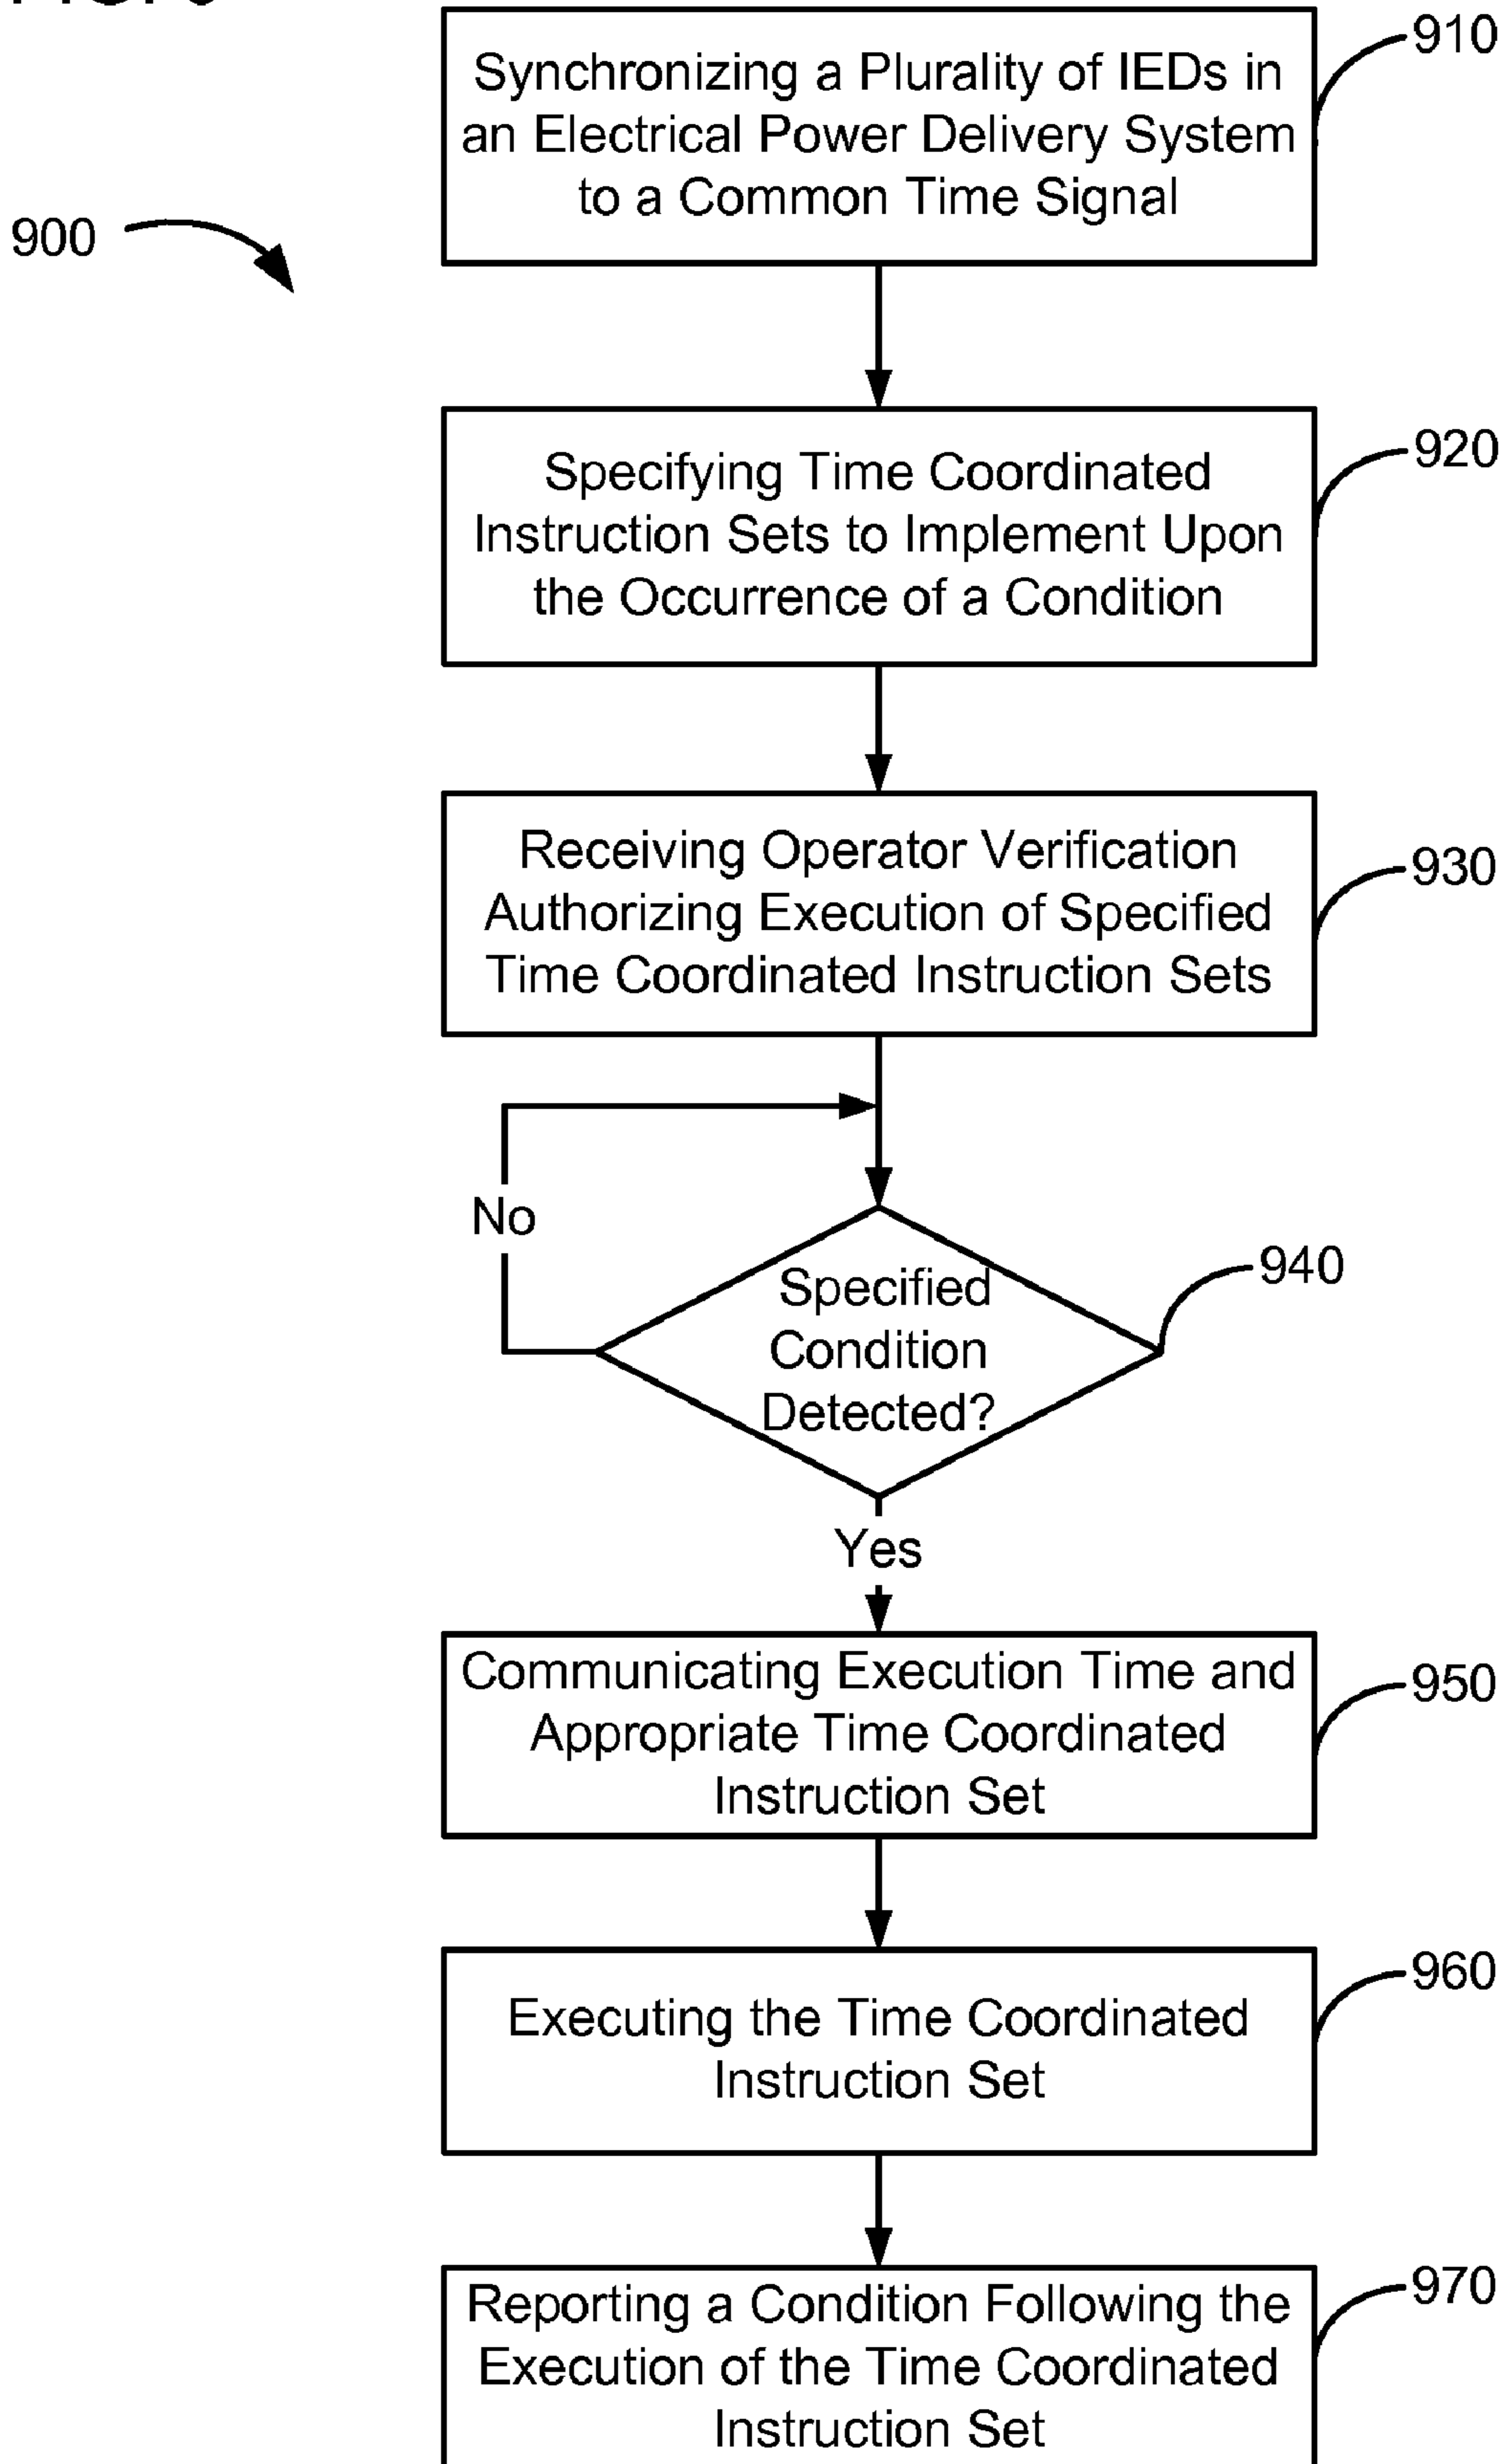 910
Synchronizing a Plurality of IEDs in
an Electrical Power Delivery System
to a Common Time Signal
900
920
Specifying Time Coordinated
Instruction Sets to Implement Upon
the Occurrence of a Condition
930
Receiving Operator Verification
Authorizing Execution of Specified
Time Coordinated Instruction Sets
No
940
Specified
Condition
Detected?
Yes
950
Communicating Execution Time and
Appropriate Time Coordinated
Instruction Set
960
Executing the Time Coordinated
Instruction Set
970
Reporting a Condition Following the
Execution of the Time Coordinated
Instruction Set